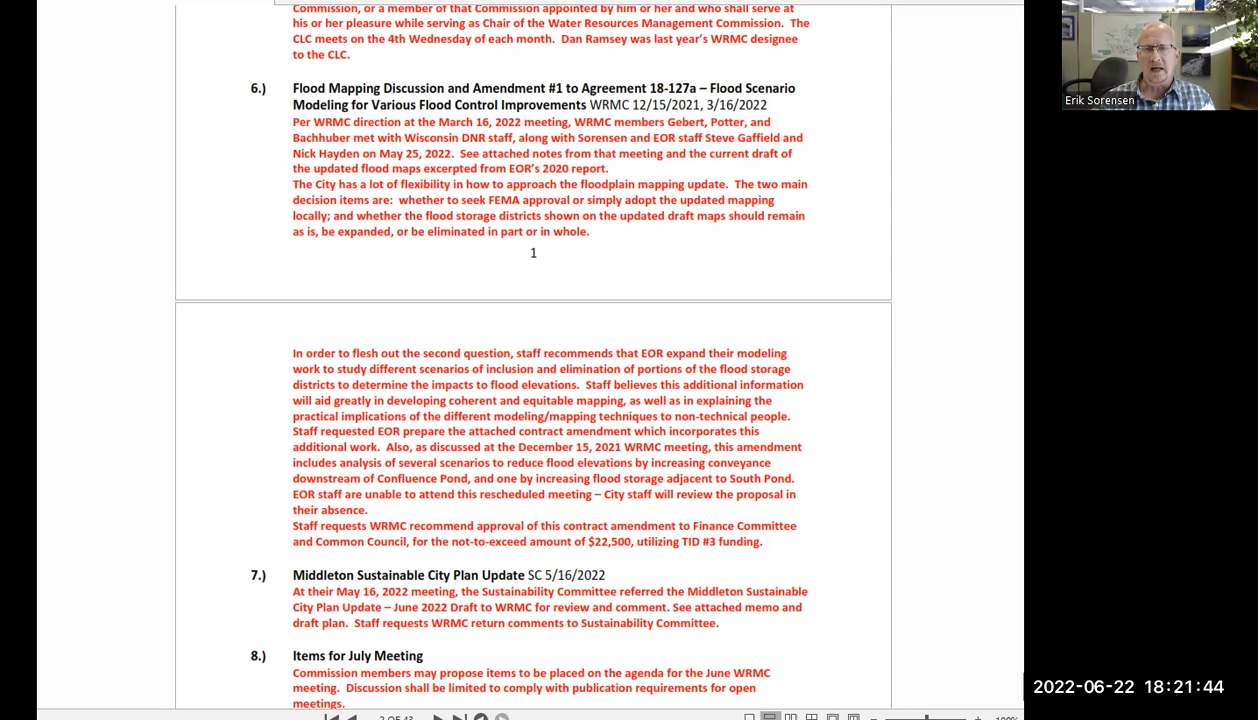 Commission, or a member of that Commission appointed by him or her and who shall serve at
his or her pleasure while serving as Chair of the Water Resources Management Commission. The
CLC meets on the 4th Wednesday of each month. Dan Ramsey was last year's WRMC designee
to the CLC.
6.) Flood Mapping Discussion and Amendment #1 to Agreement 18-127a – Flood Scenario
Modeling for Various Flood Control Improvements WRMC 12/15/2021, 3/16/2022
Per WRMC direction at the March 16, 2022 meeting, WRMC members Gebert, Potter, and
Bachhuber met with Wisconsin DNR staff, along with Sorensen and EOR staff Steve Gaffield and
Nick Hayden on May 25, 2022. See attached notes from that meeting and the current draft of
the updated flood maps excerpted from EOR's 2020 report.
The City has a lot of flexibility in how to approach the floodplain mapping update. The two main
decision items are: whether to seek FEMA approval or simply adopt the updated mapping
locally; and whether the flood storage districts shown on the updated draft maps should remain
as is, be expanded, or be eliminated in part or in whole.
1
In order to flesh out the second question, staff recommends that EOR expand their modeling
work to study different scenarios of inclusion and elimination of portions of the flood storage
districts to determine the impacts to flood elevations. Staff believes this additional information
will aid greatly in developing coherent and equitable mapping, as well as in explaining the
practical implications of the different modeling/mapping techniques to non-technical people.
Staff requested EOR prepare the attached contract amendment which incorporates this
additional work. Also, as discussed at the December 15, 2021 WRMC meeting, this amendment
includes analysis of several scenarios to reduce flood elevations by increasing conveyance
downstream of Confluence Pond, and one by increasing flood storage adjacent to South Pond.
EOR staff are unable to attend this rescheduled meeting – City staff will review the proposal in
their absence.
Staff requests WRMC recommend approval of this contract amendment to Finance Committee
and Common Council, for the not-to-exceed amount of $22,500, utilizing TID #3 funding.
7.) Middleton Sustainable City Plan Update SC 5/16/2022
At their May 16, 2022 meeting, the Sustainability Committee referred the Middleton Sustainable
City Plan Update – June 2022 Draft to WRMC for review and comment. See attached memo and
draft plan. Staff requests WRMC return comments to Sustainability Committee.
8.) Items for July Meeting
Commission members may propose items to be placed on the agenda for the June WRMC
meeting. Discussion shall be limited to comply with publication requirements for open
meetings.
Erik Sorensen
2022-06-22 18:21:44